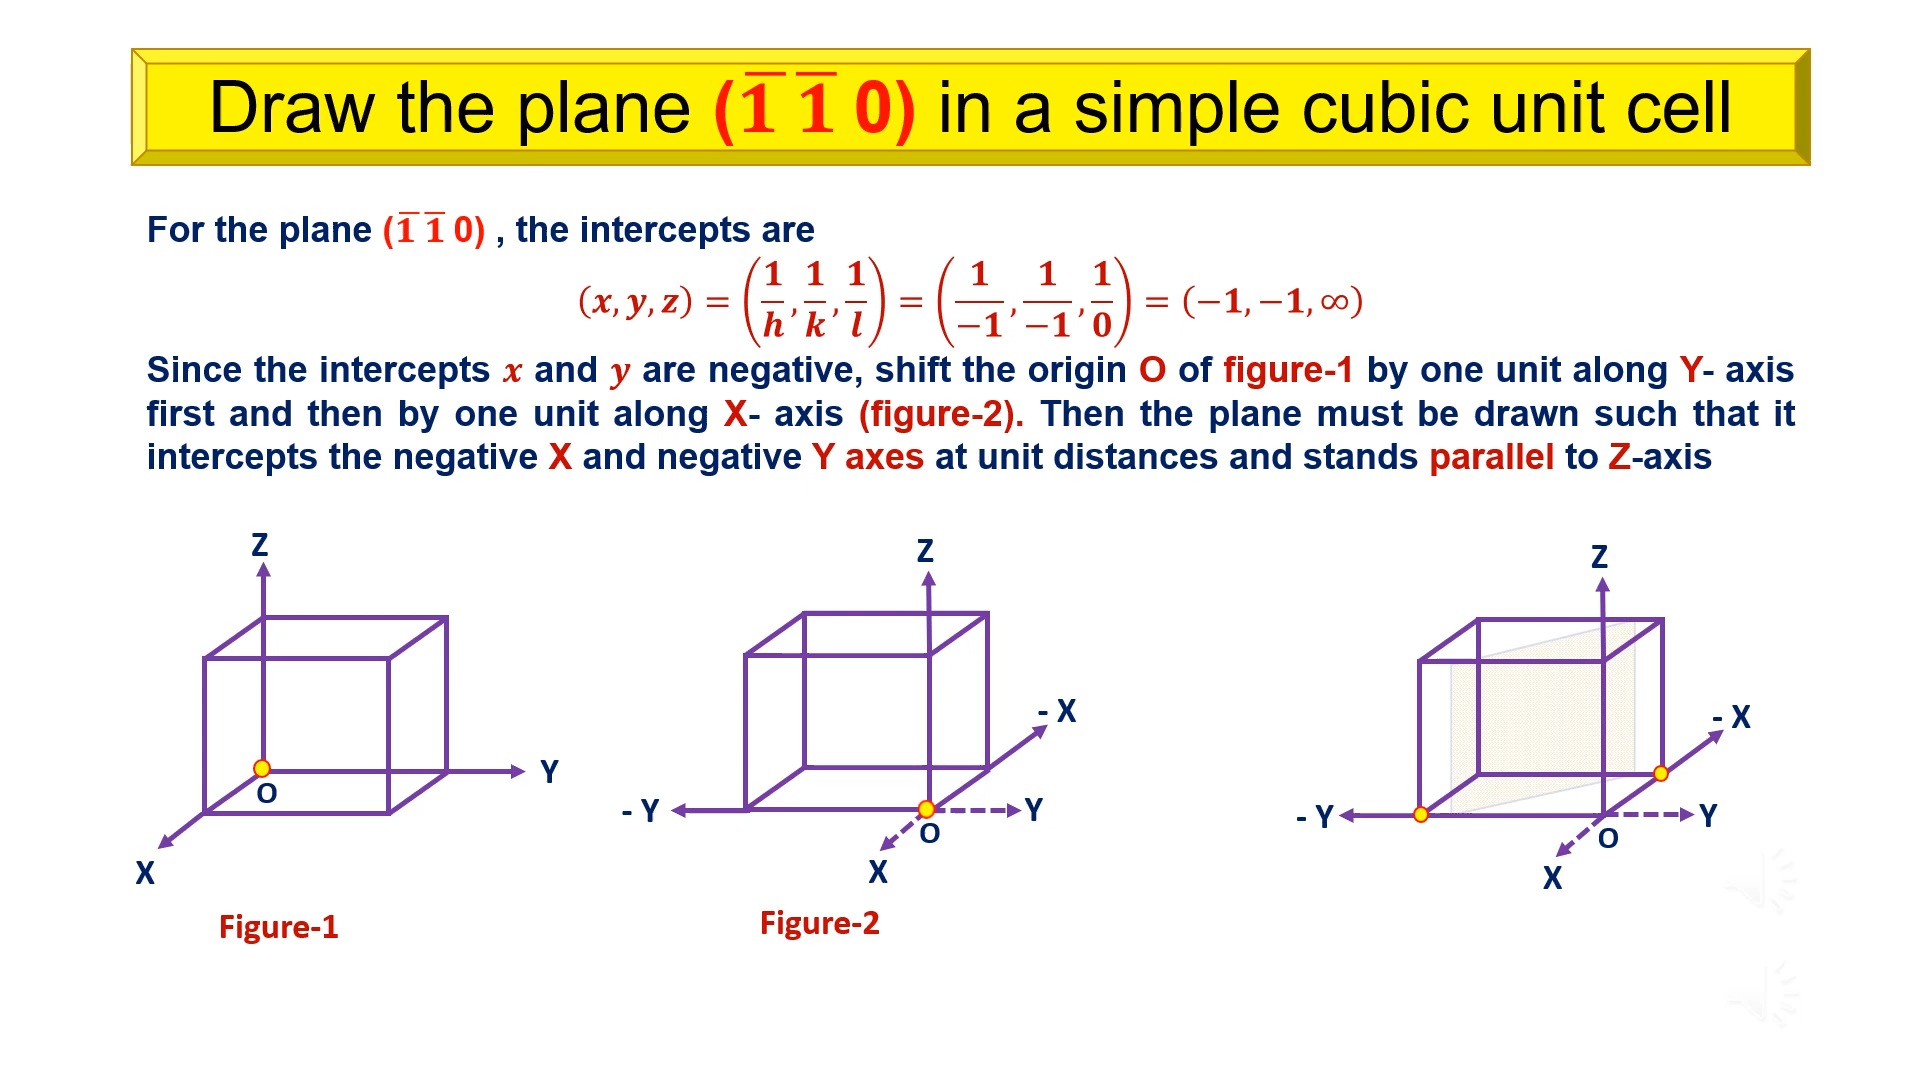 Draw the plane (1̅ 1̅ 0) in a simple cubic unit cell
For the plane (1̅ 1̅ 0) , the intercepts are
(x, y, z) = (1/h, 1/k, 1/l) = (1/−1, 1/−1, 1/0) = (−1, −1, ∞)
Since the intercepts x and y are negative, shift the origin O of figure-1 by one unit along Y- axis
first and then by one unit along X- axis (figure-2). Then the plane must be drawn such that it
intercepts the negative X and negative Y axes at unit distances and stands parallel to Z-axis
Z
Y
O
X
Figure-1
Z
- X
- Y
Y
O
X
Figure-2
Z
- X
- Y
Y
O
X